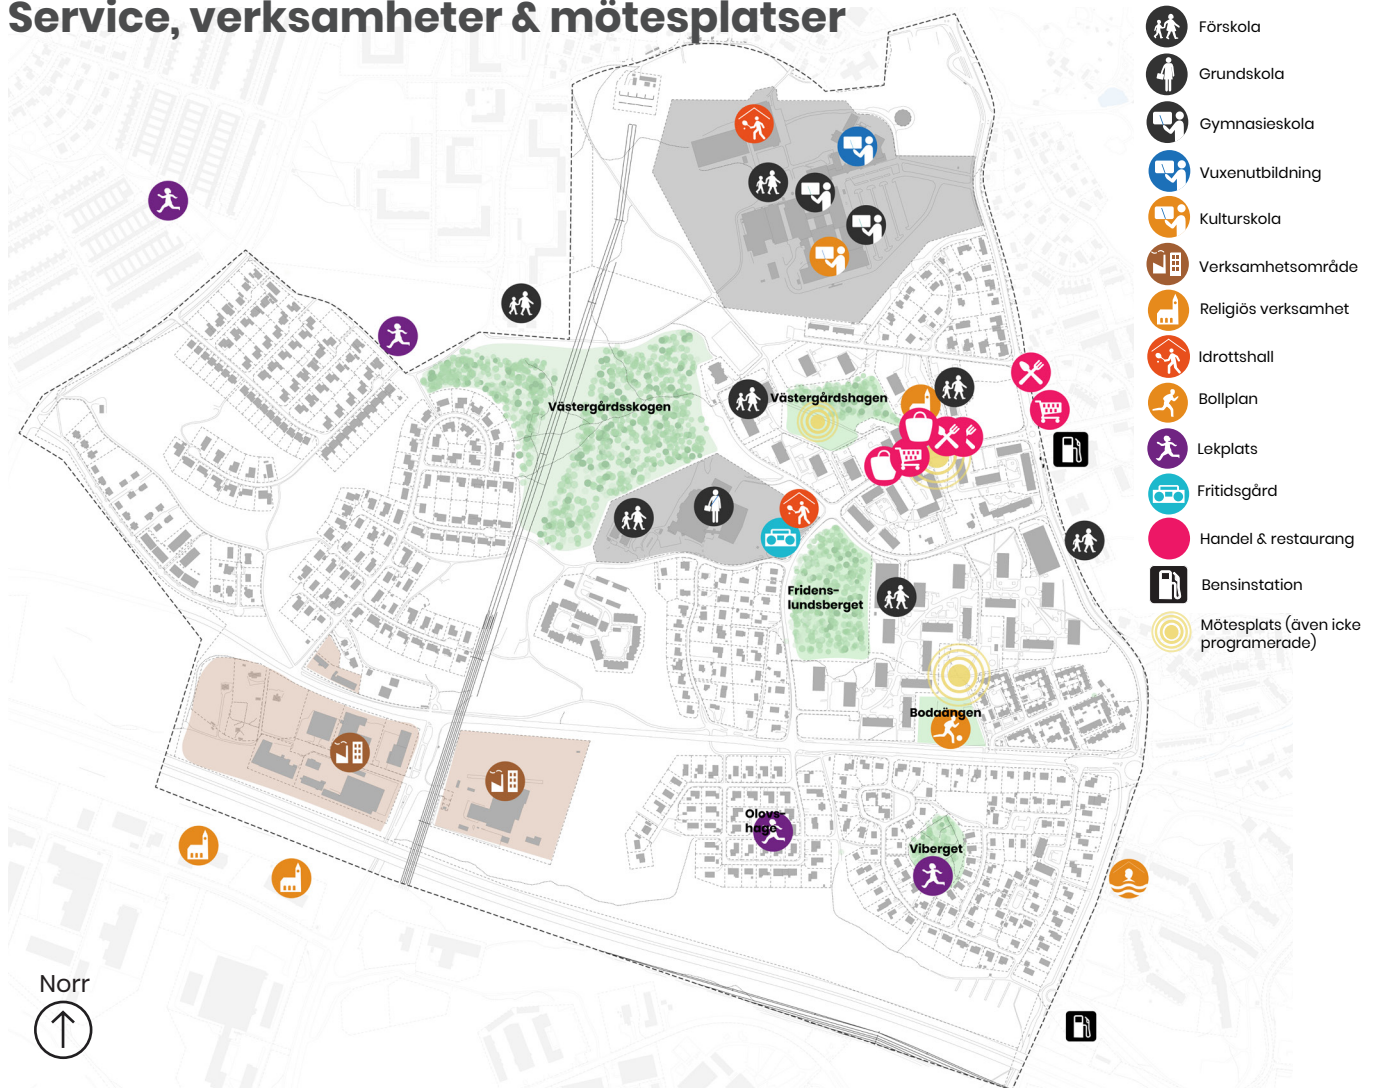 Service, verksamheter & mötesplatser
Förskola
Grundskola
Gymnasieskola
Vuxenutbildning
Kulturskola
Verksamhetsområde
Religiös verksamhet
Idrottshall
Bollplan
Lekplats
Fritidsgård
Handel & restaurang
Bensinstation
Mötesplats (även icke
programerade)
Västergårdsskogen
Västergårdshagen
Fridens-
lundsberget
Bodaängen
Olovs-
hage
Viberget
Norr